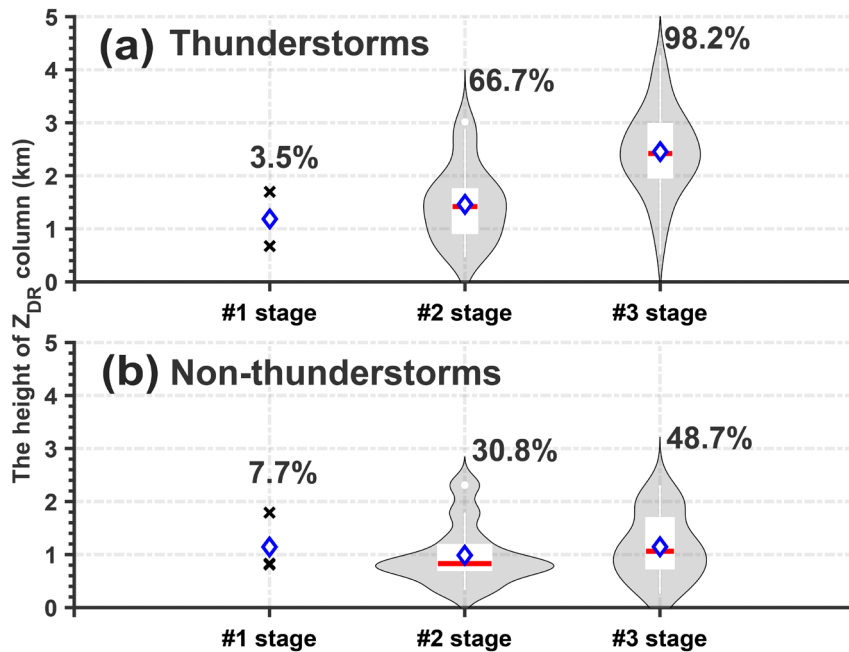 The height of Z_DR column (km)
(a) Thunderstorms
5
4
3
2
1
0
3.5%
66.7%
98.2%
#1 stage
#2 stage
#3 stage
(b) Non-thunderstorms
5
4
3
2
1
0
7.7%
30.8%
48.7%
#1 stage
#2 stage
#3 stage